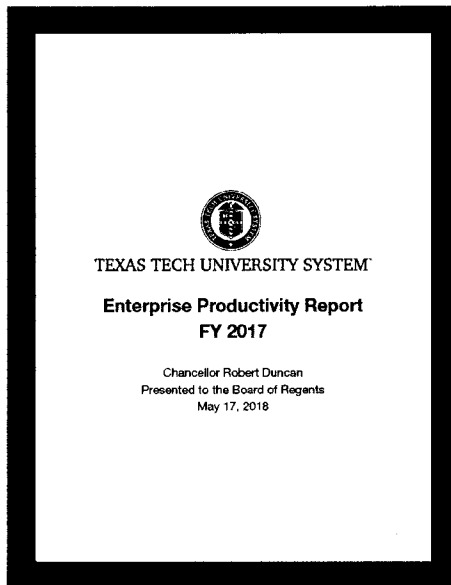 TEXAS TECH UNIVERSITY SYSTEM
Enterprise Productivity Report
FY 2017
Chancellor Robert Duncan
Presented to the Board of Regents
May 17, 2018